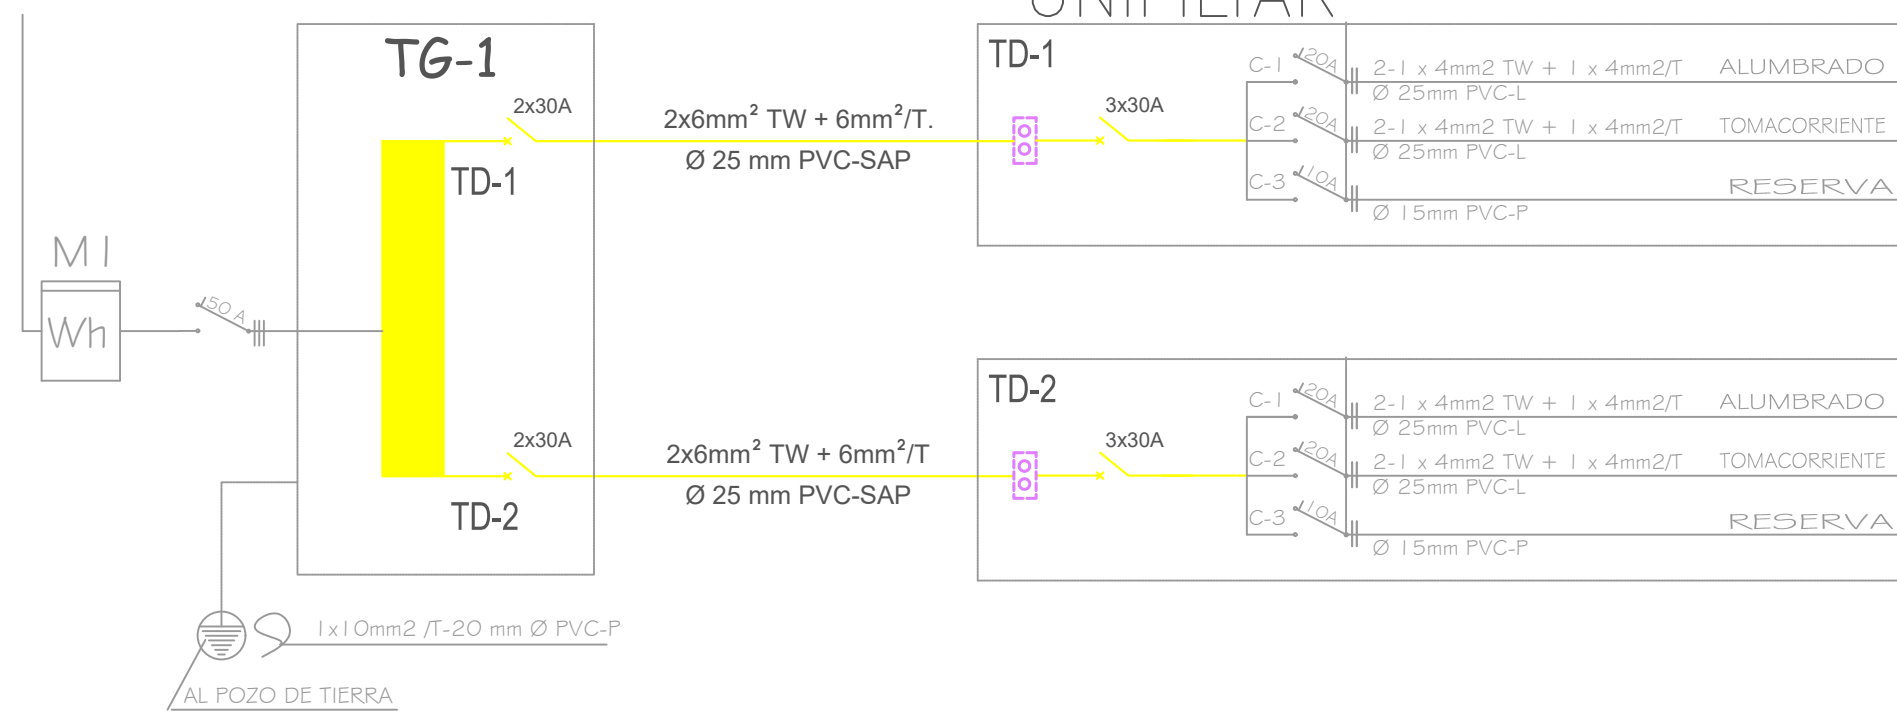 UNIFILIAR
TG-1
2x30A
TD-1
2x6mm² TW + 6mm²/T.
Ø 25 mm PVC-SAP
TD-1
3x30A
C-1
20A
2-1 x 4mm2 TW + 1 x 4mm2/T
ALUMBRADO
Ø 25mm PVC-L
C-2
20A
2-1 x 4mm2 TW + 1 x 4mm2/T
TOMACORRIENTE
Ø 25mm PVC-L
C-3
10A
RESERVA
Ø 15mm PVC-P
M1
Wh
50 A
2x30A
TD-2
2x6mm² TW + 6mm²/T
Ø 25 mm PVC-SAP
TD-2
3x30A
C-1
20A
2-1 x 4mm2 TW + 1 x 4mm2/T
ALUMBRADO
Ø 25mm PVC-L
C-2
20A
2-1 x 4mm2 TW + 1 x 4mm2/T
TOMACORRIENTE
Ø 25mm PVC-L
C-3
10A
RESERVA
Ø 15mm PVC-P
1x10mm2 /T-20 mm Ø PVC-P
AL POZO DE TIERRA